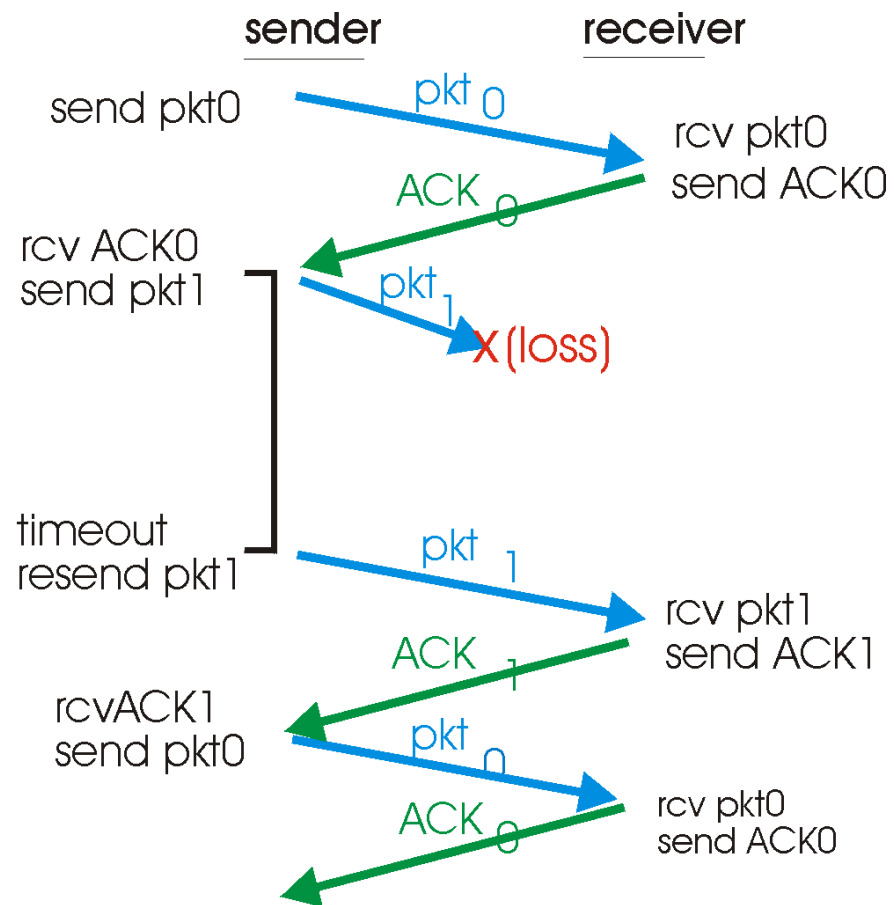 sender
receiver
send pkt0
pkt 0
rcv pkt0
send ACK0
ACK 0
rcv ACK0
send pkt1
pkt 1
X (loss)
timeout
resend pkt1
pkt 1
rcv pkt1
send ACK1
ACK 1
rcvACK1
send pkt0
pkt 0
rcv pkt0
send ACK0
ACK 0